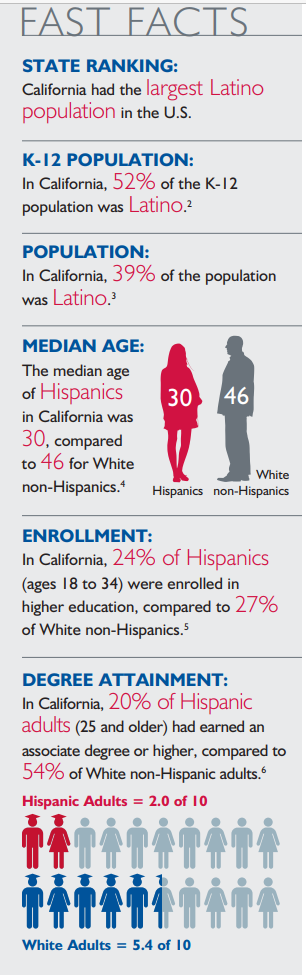 FAST FACTS
STATE RANKING:
California had the largest Latino
population in the U.S.
K-12 POPULATION:
In California, 52% of the K-12
population was Latino.²
POPULATION:
In California, 39% of the population
was Latino.³
MEDIAN AGE:
The median age
of Hispanics
in California was
30, compared
to 46 for White
non-Hispanics.⁴
30
46
Hispanics
White
non-Hispanics
ENROLLMENT:
In California, 24% of Hispanics
(ages 18 to 34) were enrolled in
higher education, compared to 27%
of White non-Hispanics.⁵
DEGREE ATTAINMENT:
In California, 20% of Hispanic
adults (25 and older) had earned an
associate degree or higher, compared to
54% of White non-Hispanic adults.⁶
Hispanic Adults = 2.0 of 10
White Adults = 5.4 of 10